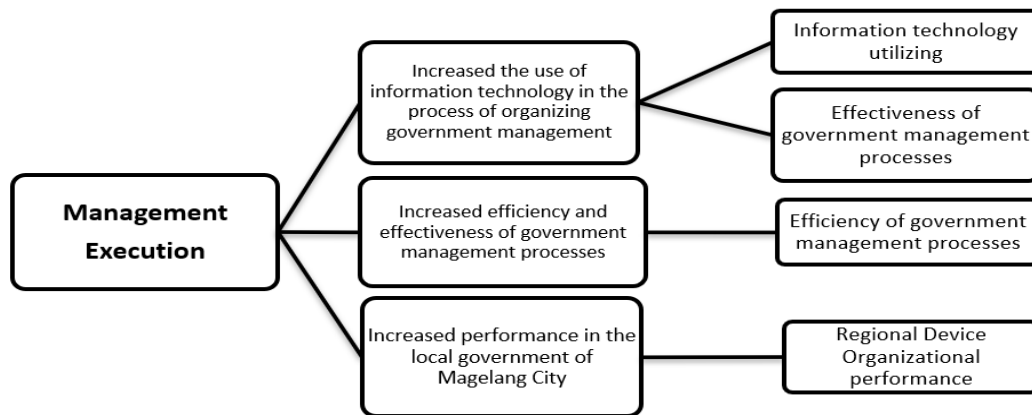 Management
Execution
Increased the use of
information technology in the
process of organizing
government management
Information technology
utilizing
Effectiveness of
government management
processes
Increased efficiency and
effectiveness of government
management processes
Efficiency of government
management processes
Increased performance in the
local government of
Magelang City
Regional Device
Organizational
performance